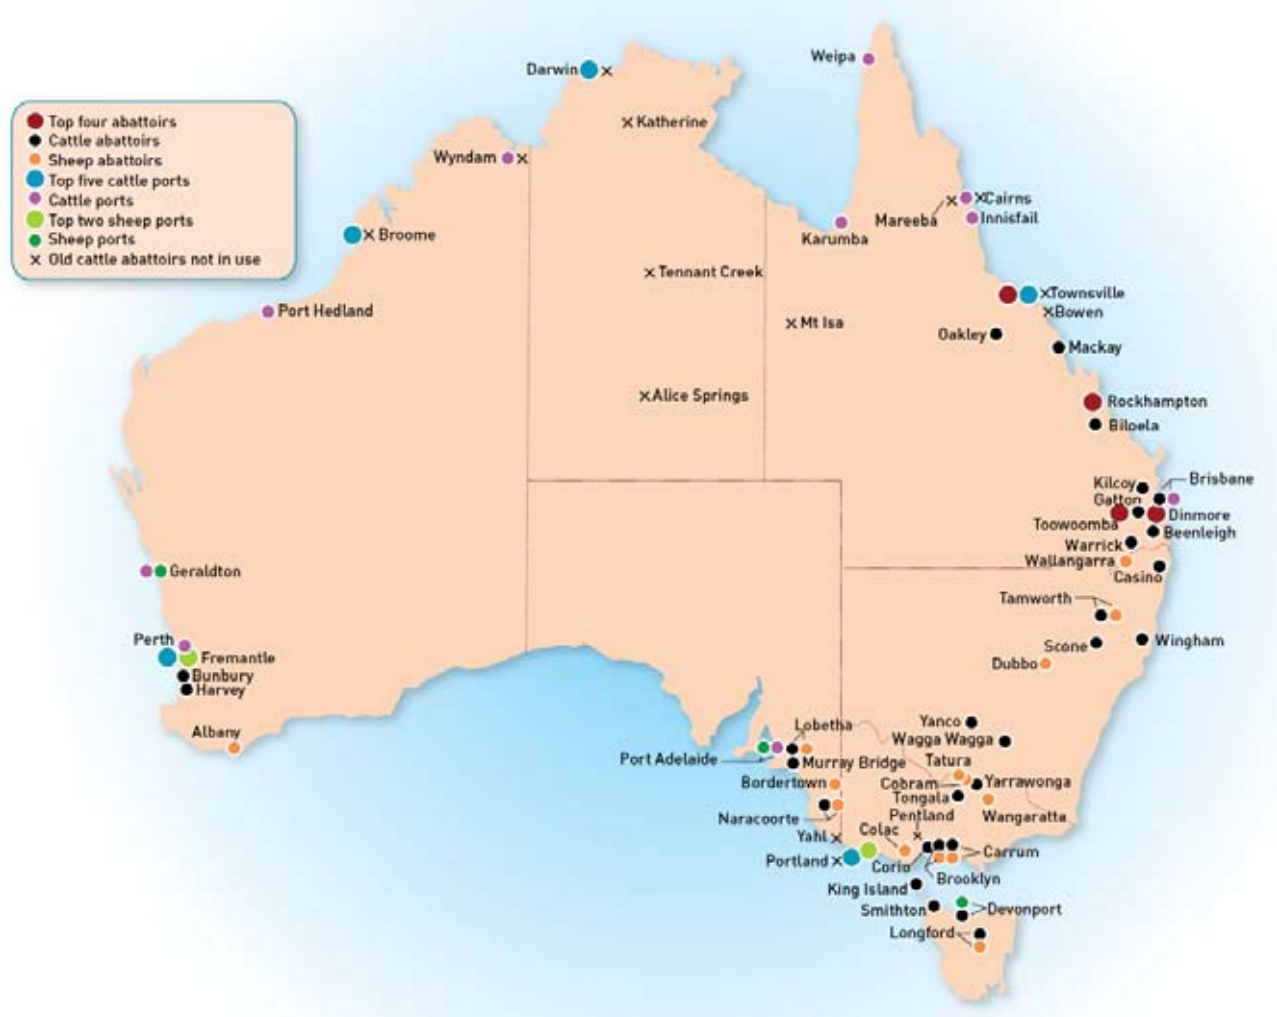 Top four abattoirs
Cattle abattoirs
Sheep abattoirs
Top five cattle ports
Cattle ports
Top two sheep ports
Sheep ports
Old cattle abattoirs not in use
Weipa
Darwin
Katherine
Wyndam
Cairns
Mareeba
Innisfail
Karumba
Broome
Tennant Creek
Townsville
Port Hedland
Bowen
Mt Isa
Oakley
Mackay
Alice Springs
Rockhampton
Biloela
Kilcoy
Brisbane
Gatton
Dinmore
Toowoomba
Beenleigh
Warrick
Wallangarra
Casino
Geraldton
Tamworth
Perth
Scone
Wingham
Fremantle
Dubbo
Bunbury
Harvey
Albany
Lobetha
Yanco
Wagga Wagga
Port Adelaide
Murray Bridge
Tatura
Bordertown
Cobram
Yarrawonga
Tongala
Naracoorte
Pentland
Wangaratta
Yahl
Colac
Portland
Corio
Carrum
Brooklyn
King Island
Smithton
Devonport
Longford